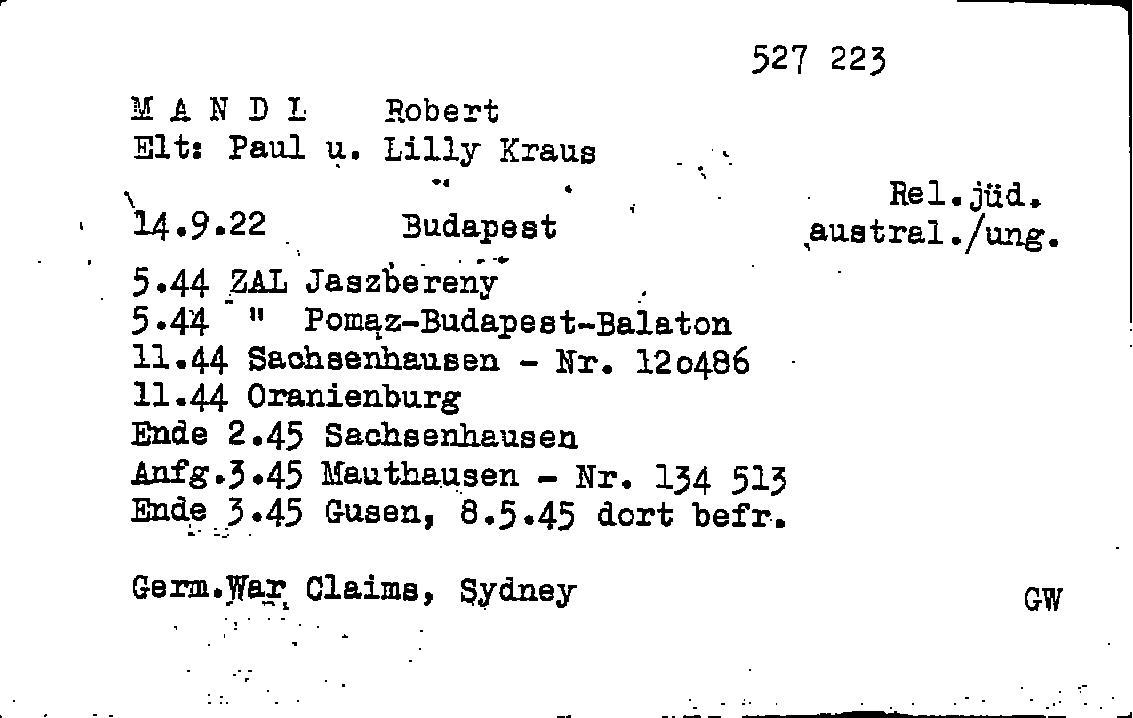 527 223
M A N D L Robert
Elt: Paul u. Lilly Kraus
Rel.jüd.
14.9.22 Budapest austral./ung.
5.44 ZAL Jaszbereny
5.44 " Pomąz-Budapest-Balaton
11.44 Sachsenhausen - Nr. 12o486
11.44 Oranienburg
Ende 2.45 Sachsenhausen
Anfg.3.45 Mauthausen - Nr. 134 513
Ende 3.45 Gusen, 8.5.45 dort befr.
Germ.War Claims, Sydney GW